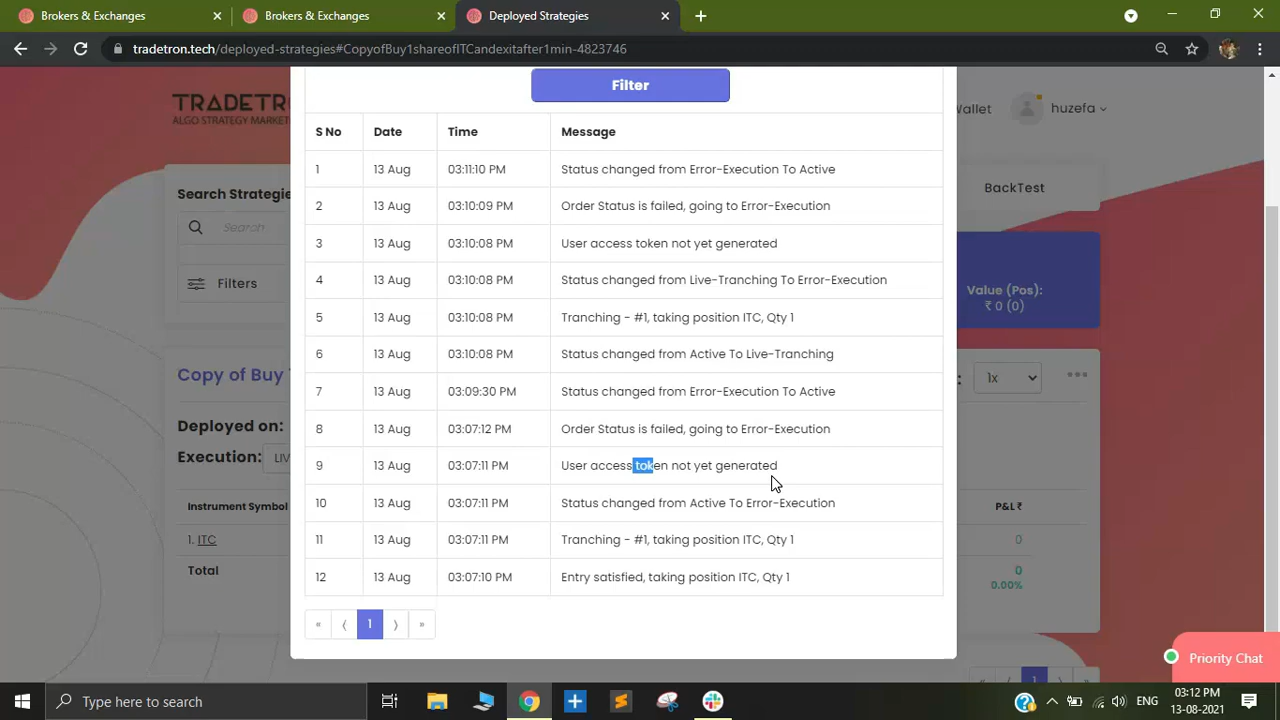 Brokers & Exchanges
Brokers & Exchanges
Deployed Strategies
tradetron.tech/deployed-strategies#CopyofBuy1shareofITCandexitafter1min-4823746
Filter
TRADETRON
ALGO STRATEGY MARKET
Wallet
huzefa
S No Date Time Message
1 13 Aug 03:11:10 PM Status changed from Error-Execution To Active
2 13 Aug 03:10:09 PM Order Status is failed, going to Error-Execution
3 13 Aug 03:10:08 PM User access token not yet generated
4 13 Aug 03:10:08 PM Status changed from Live-Tranching To Error-Execution
5 13 Aug 03:10:08 PM Tranching - #1, taking position ITC, Qty 1
6 13 Aug 03:10:08 PM Status changed from Active To Live-Tranching
7 13 Aug 03:09:30 PM Status changed from Error-Execution To Active
8 13 Aug 03:07:12 PM Order Status is failed, going to Error-Execution
9 13 Aug 03:07:11 PM User access token not yet generated
10 13 Aug 03:07:11 PM Status changed from Active To Error-Execution
11 13 Aug 03:07:11 PM Tranching - #1, taking position ITC, Qty 1
12 13 Aug 03:07:10 PM Entry satisfied, taking position ITC, Qty 1
« ⟨ 1 ⟩ »
Search Strategie
Search
Filters
BackTest
Value (Pos):
₹ 0 (0)
Copy of Buy 1
: 1x
Deployed on:
Execution: LIV
Instrument Symbol P&L ₹
1. ITC 0
Total 0
0.00%
1
Priority Chat
Type here to search
ENG
03:12 PM
13-08-2021